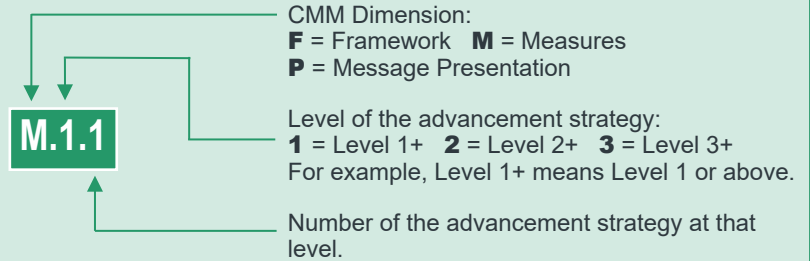 CMM Dimension:
F = Framework M = Measures
P = Message Presentation
M.1.1
Level of the advancement strategy:
1 = Level 1+ 2 = Level 2+ 3 = Level 3+
For example, Level 1+ means Level 1 or above.
Number of the advancement strategy at that
level.